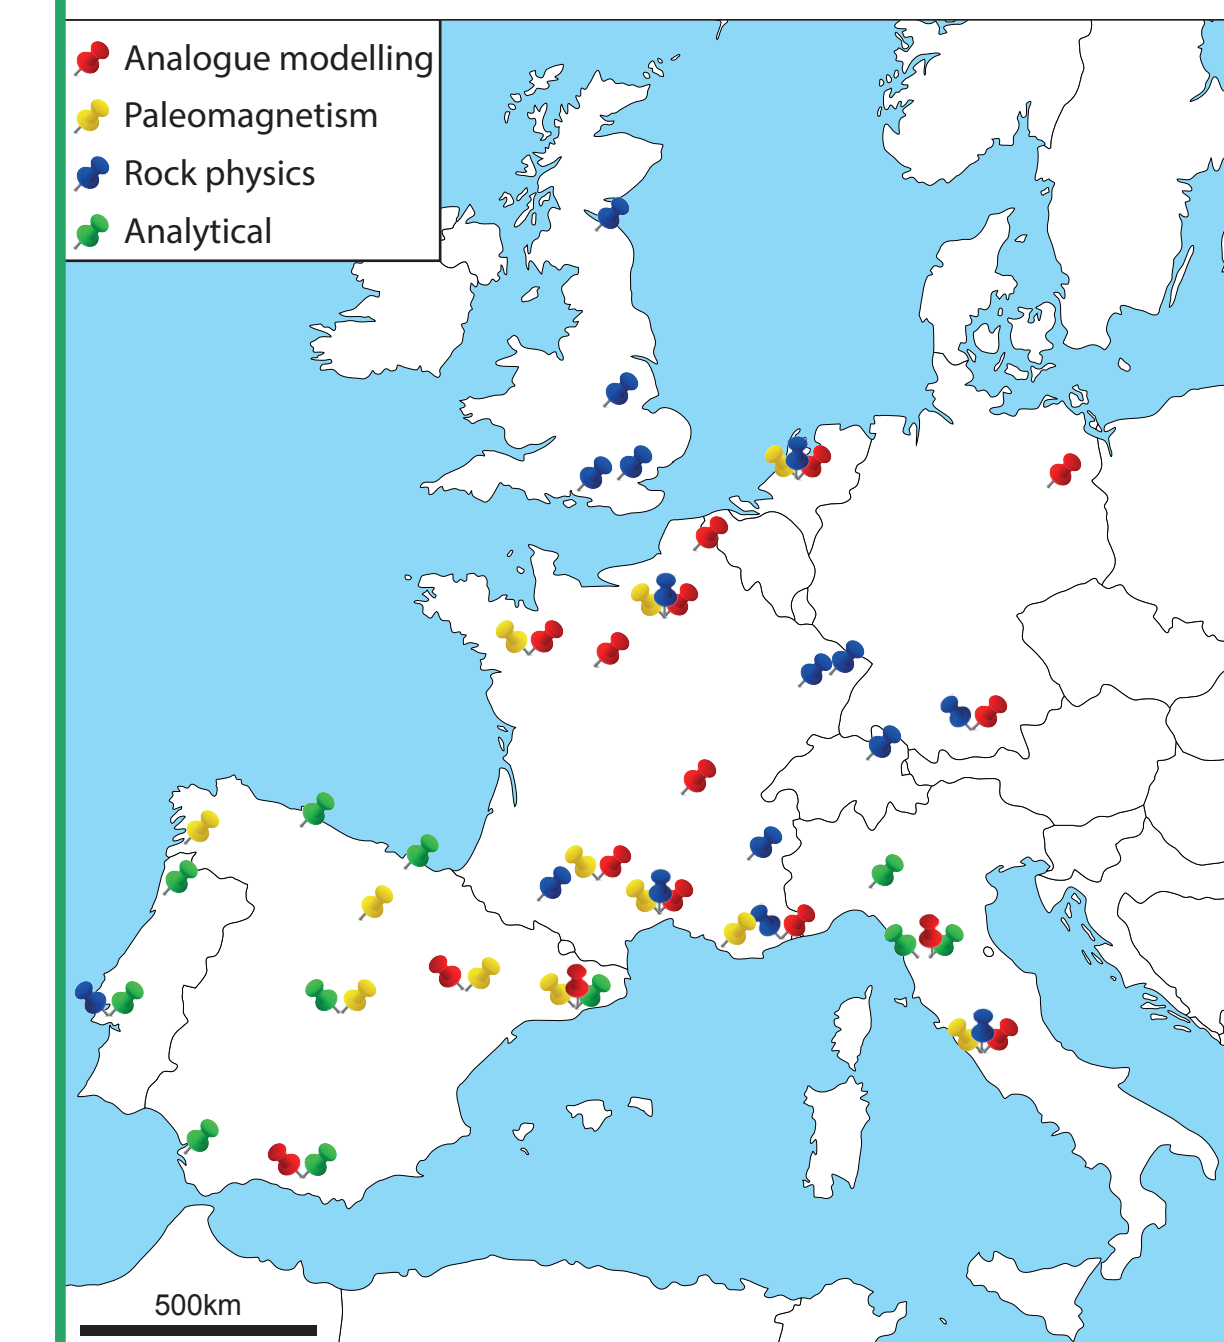 Analogue modelling
Paleomagnetism
Rock physics
Analytical
500km